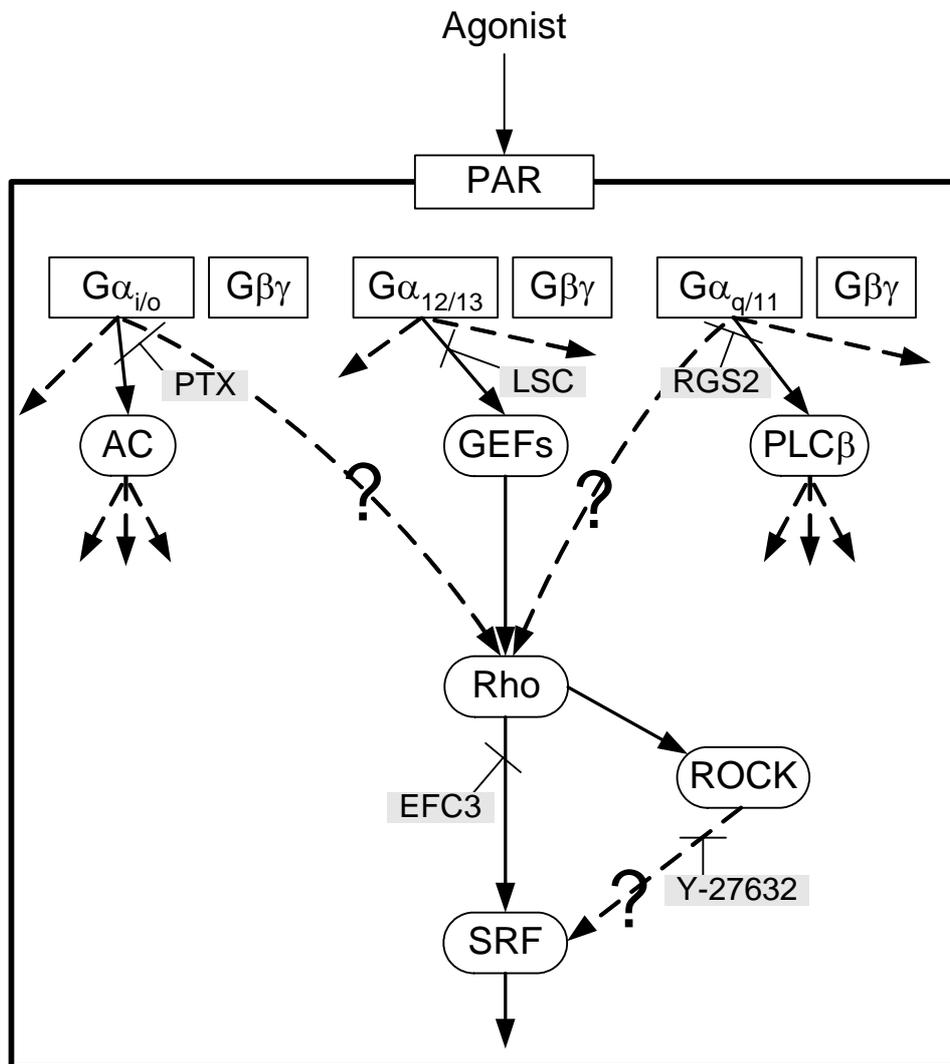 Agonist
PAR
Gαi/o Gβγ Gα12/13 Gβγ Gαq/11 Gβγ
PTX LSC RGS2
AC GEFs PLCβ
? ?
Rho
ROCK
EFC3
? Y-27632
SRF